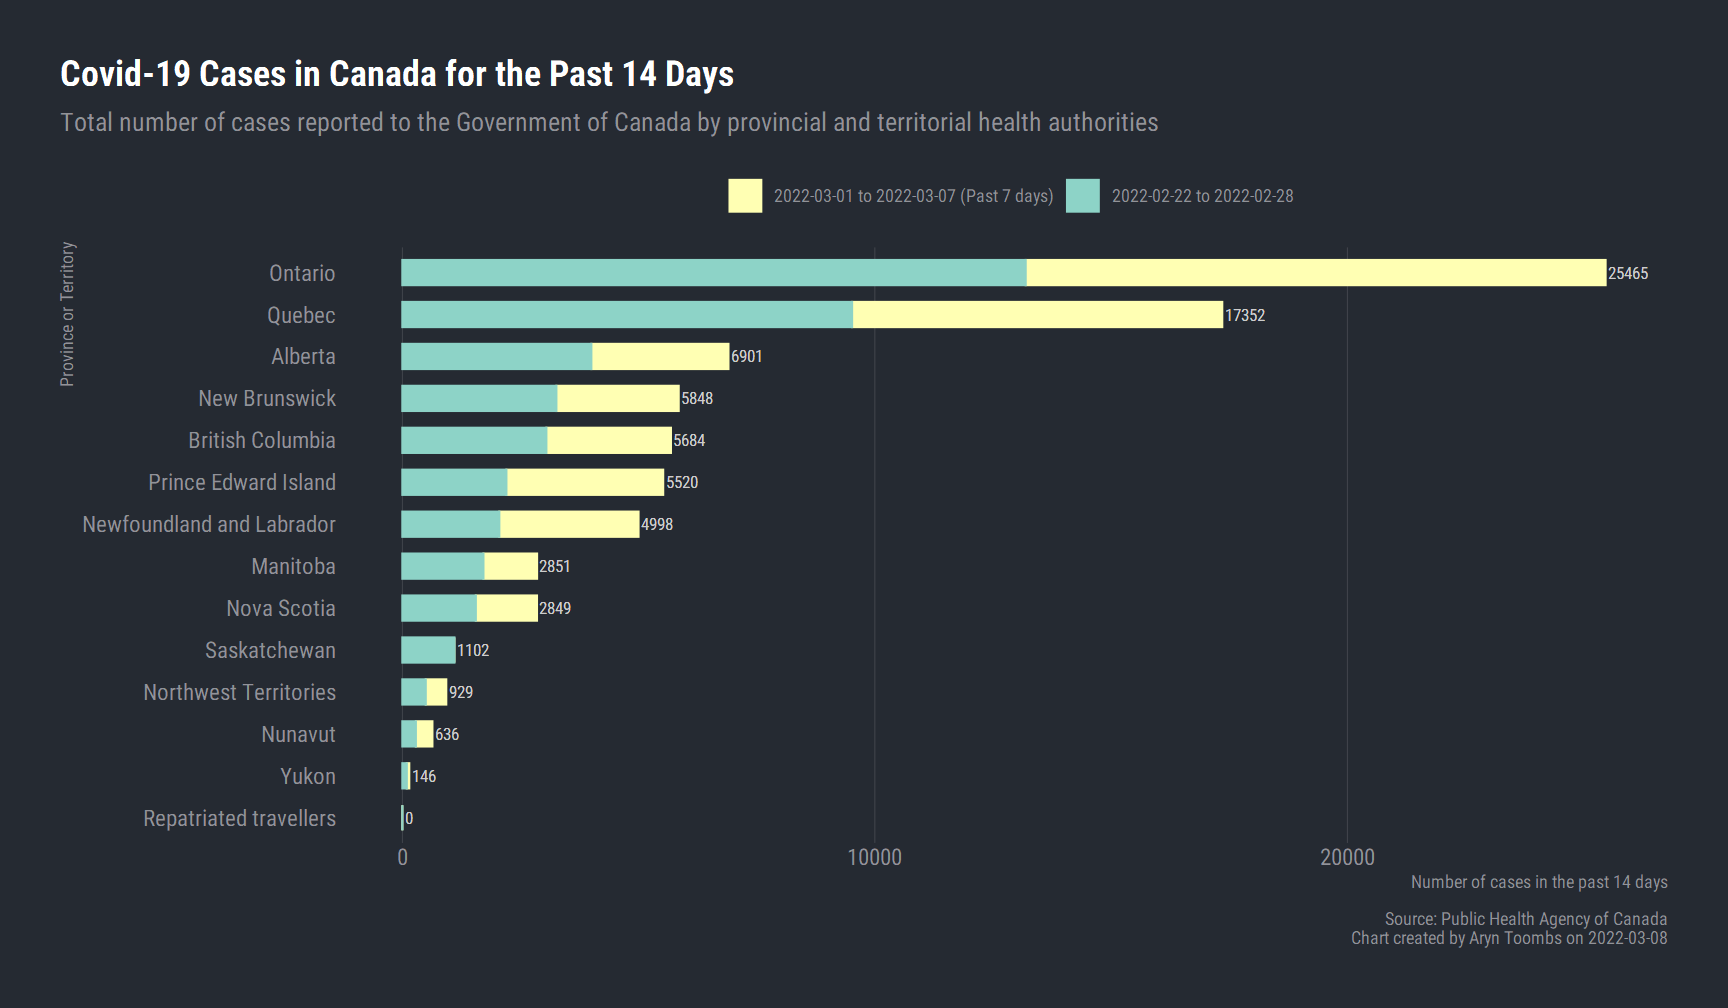 Covid-19 Cases in Canada for the Past 14 Days
Total number of cases reported to the Government of Canada by provincial and territorial health authorities
2022-03-01 to 2022-03-07 (Past 7 days)
2022-02-22 to 2022-02-28
Province or Territory
Ontario 25465
Quebec 17352
Alberta 6901
New Brunswick 5848
British Columbia 5684
Prince Edward Island 5520
Newfoundland and Labrador 4998
Manitoba 2851
Nova Scotia 2849
Saskatchewan 1102
Northwest Territories 929
Nunavut 636
Yukon 146
Repatriated travellers 0
0 10000 20000
Number of cases in the past 14 days
Source: Public Health Agency of Canada
Chart created by Aryn Toombs on 2022-03-08